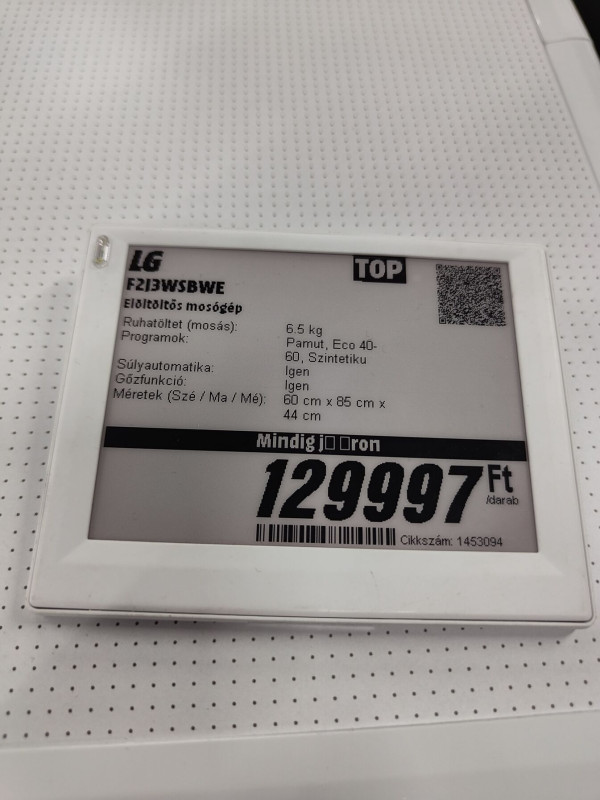 LG
TOP
F2J3WSBWE
Elöltöltős mosógép
Ruhatöltet (mosás): 6.5 kg
Programok: Pamut, Eco 40-
60, Szintetiku
Súlyautomatika: Igen
Gőzfunkció: Igen
Méretek (Szé / Ma / Mé): 60 cm x 85 cm x
44 cm
Mindig j□ □ron
129997 Ft
/darab
Cikkszám: 1453094